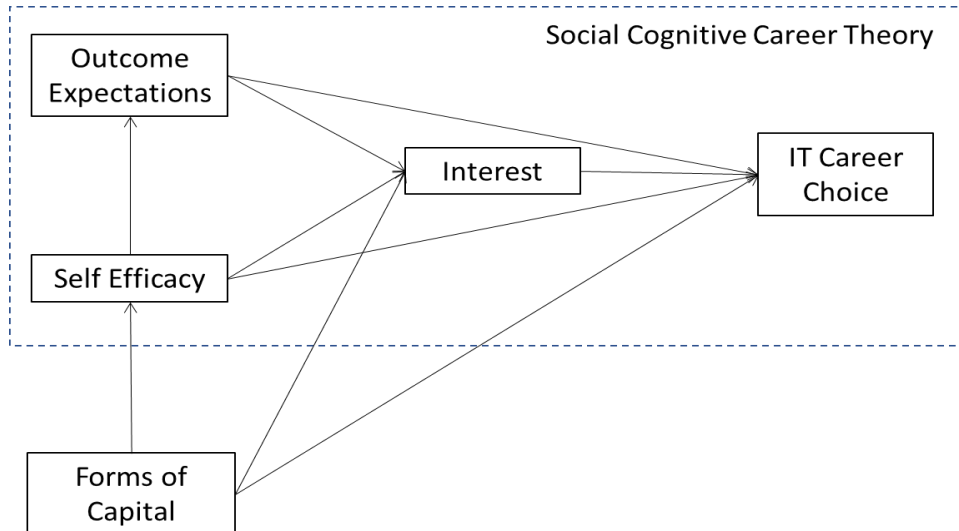 Social Cognitive Career Theory
Outcome
Expectations
Interest
IT Career
Choice
Self Efficacy
Forms of
Capital